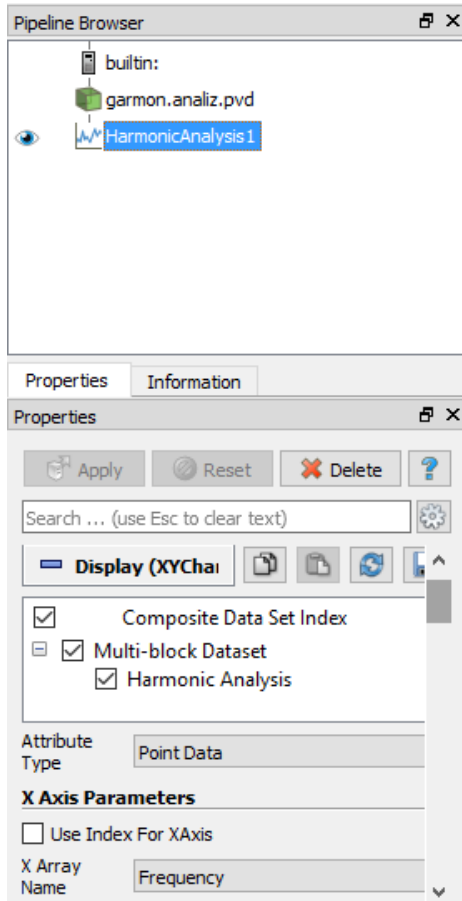 Pipeline Browser
builtin:
garmon.analiz.pvd
HarmonicAnalysis1
Properties Information
Properties
Apply Reset Delete ?
Search ... (use Esc to clear text)
Display (XYChar
Composite Data Set Index
Multi-block Dataset
Harmonic Analysis
Attribute
Type
Point Data
X Axis Parameters
Use Index For XAxis
X Array
Name
Frequency